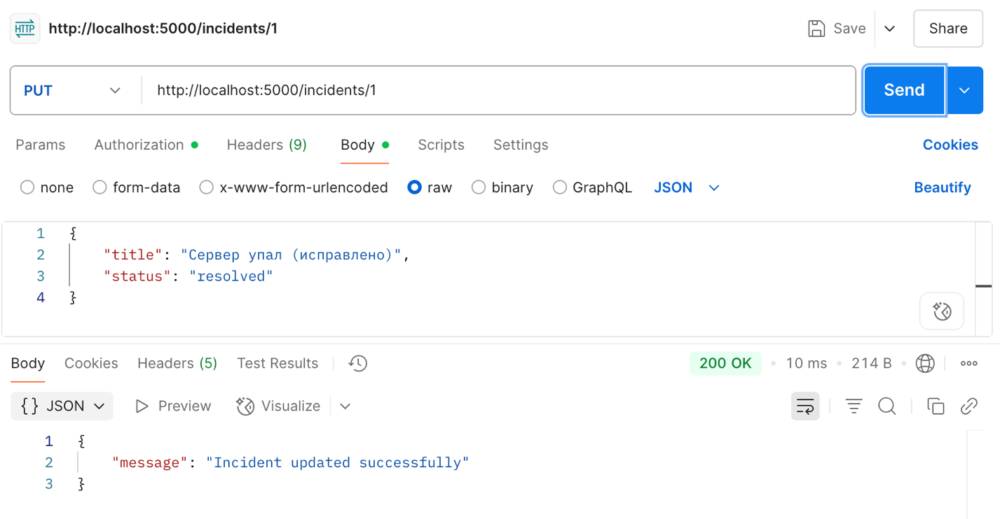 HTTP http://localhost:5000/incidents/1 Save Share
PUT http://localhost:5000/incidents/1 Send
Params Authorization Headers (9) Body Scripts Settings Cookies
none form-data x-www-form-urlencoded raw binary GraphQL JSON Beautify
1 {
2 "title": "Сервер упал (исправлено)",
3 "status": "resolved"
4 }
Body Cookies Headers (5) Test Results 200 OK • 10 ms • 214 B •
{} JSON Preview Visualize
1 {
2 "message": "Incident updated successfully"
3 }